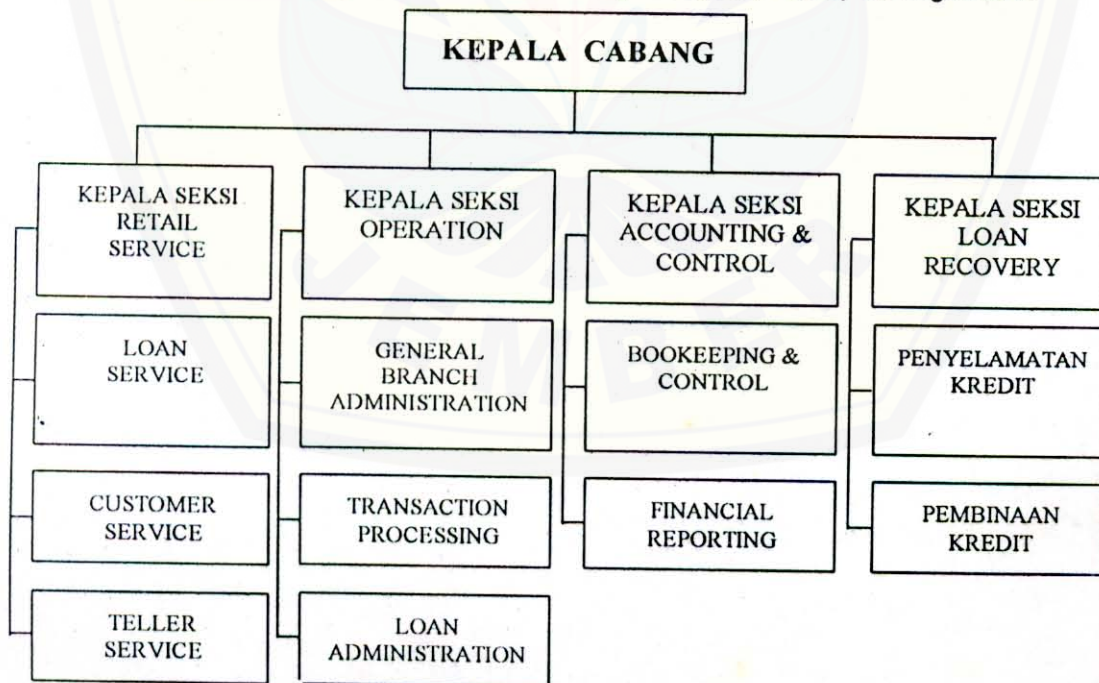 KEPALA CABANG
KEPALA SEKSI
RETAIL
SERVICE
KEPALA SEKSI
OPERATION
KEPALA SEKSI
ACCOUNTING &
CONTROL
KEPALA SEKSI
LOAN
RECOVERY
LOAN
SERVICE
GENERAL
BRANCH
ADMINISTRATION
BOOKEEPING &
CONTROL
PENYELAMATAN
KREDIT
CUSTOMER
SERVICE
TRANSACTION
PROCESSING
FINANCIAL
REPORTING
PEMBINAAN
KREDIT
TELLER
SERVICE
LOAN
ADMINISTRATION
JEMBER